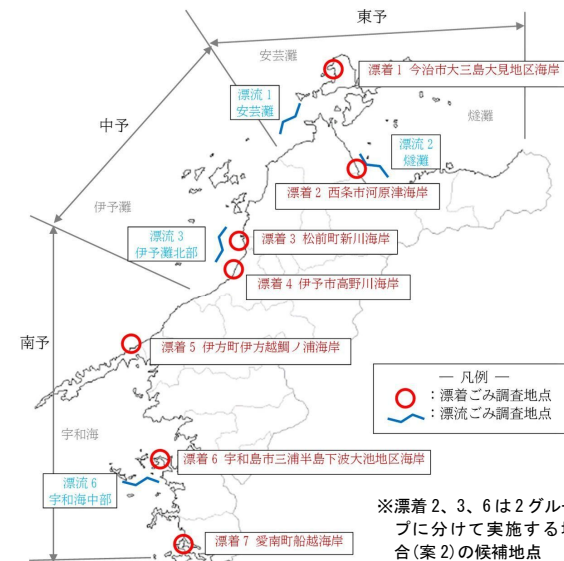 東予
安芸灘
漂着 1 今治市大三島大見地区海岸
漂流 1
安芸灘
燧灘
中予
漂流 2
燧灘
漂着 2 西条市河原津海岸
伊予灘
漂流 3
伊予灘北部
漂着 3 松前町新川海岸
漂着 4 伊予市高野川海岸
南予
漂着 5 伊方町伊方越鯛ノ浦海岸
― 凡例 ―
：漂着ごみ調査地点
：漂流ごみ調査地点
宇和海
漂着 6 宇和島市三浦半島下波大池地区海岸
漂流 6
宇和海中部
※漂着 2、3、6 は 2 グルー
プに分けて実施する場
合(案 2)の候補地点
漂着 7 愛南町船越海岸